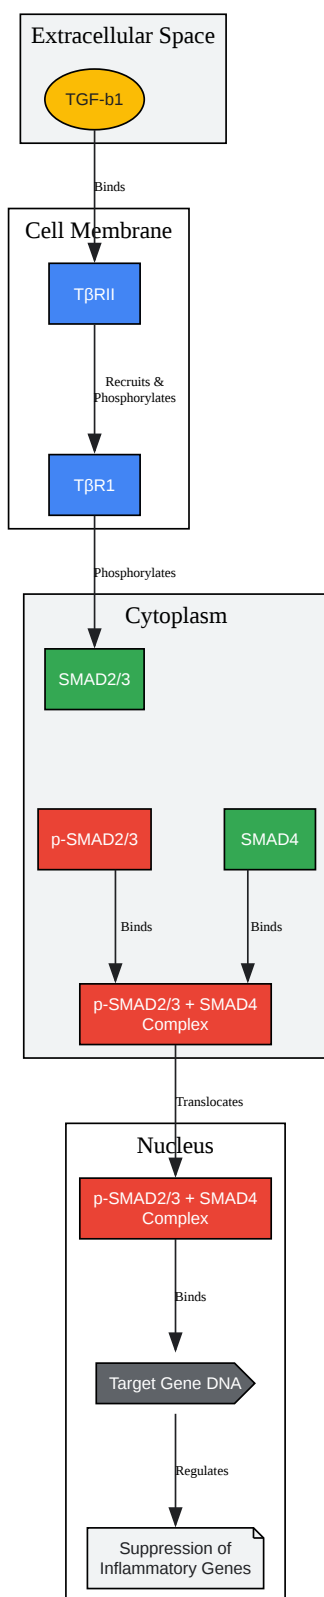 Extracellular Space
TGF-b1
Binds
Cell Membrane
TβRII
Recruits &
Phosphorylates
TβR1
Phosphorylates
Cytoplasm
SMAD2/3
p-SMAD2/3
SMAD4
Binds
Binds
p-SMAD2/3 + SMAD4
Complex
Translocates
Nucleus
p-SMAD2/3 + SMAD4
Complex
Binds
Target Gene DNA
Regulates
Suppression of
Inflammatory Genes